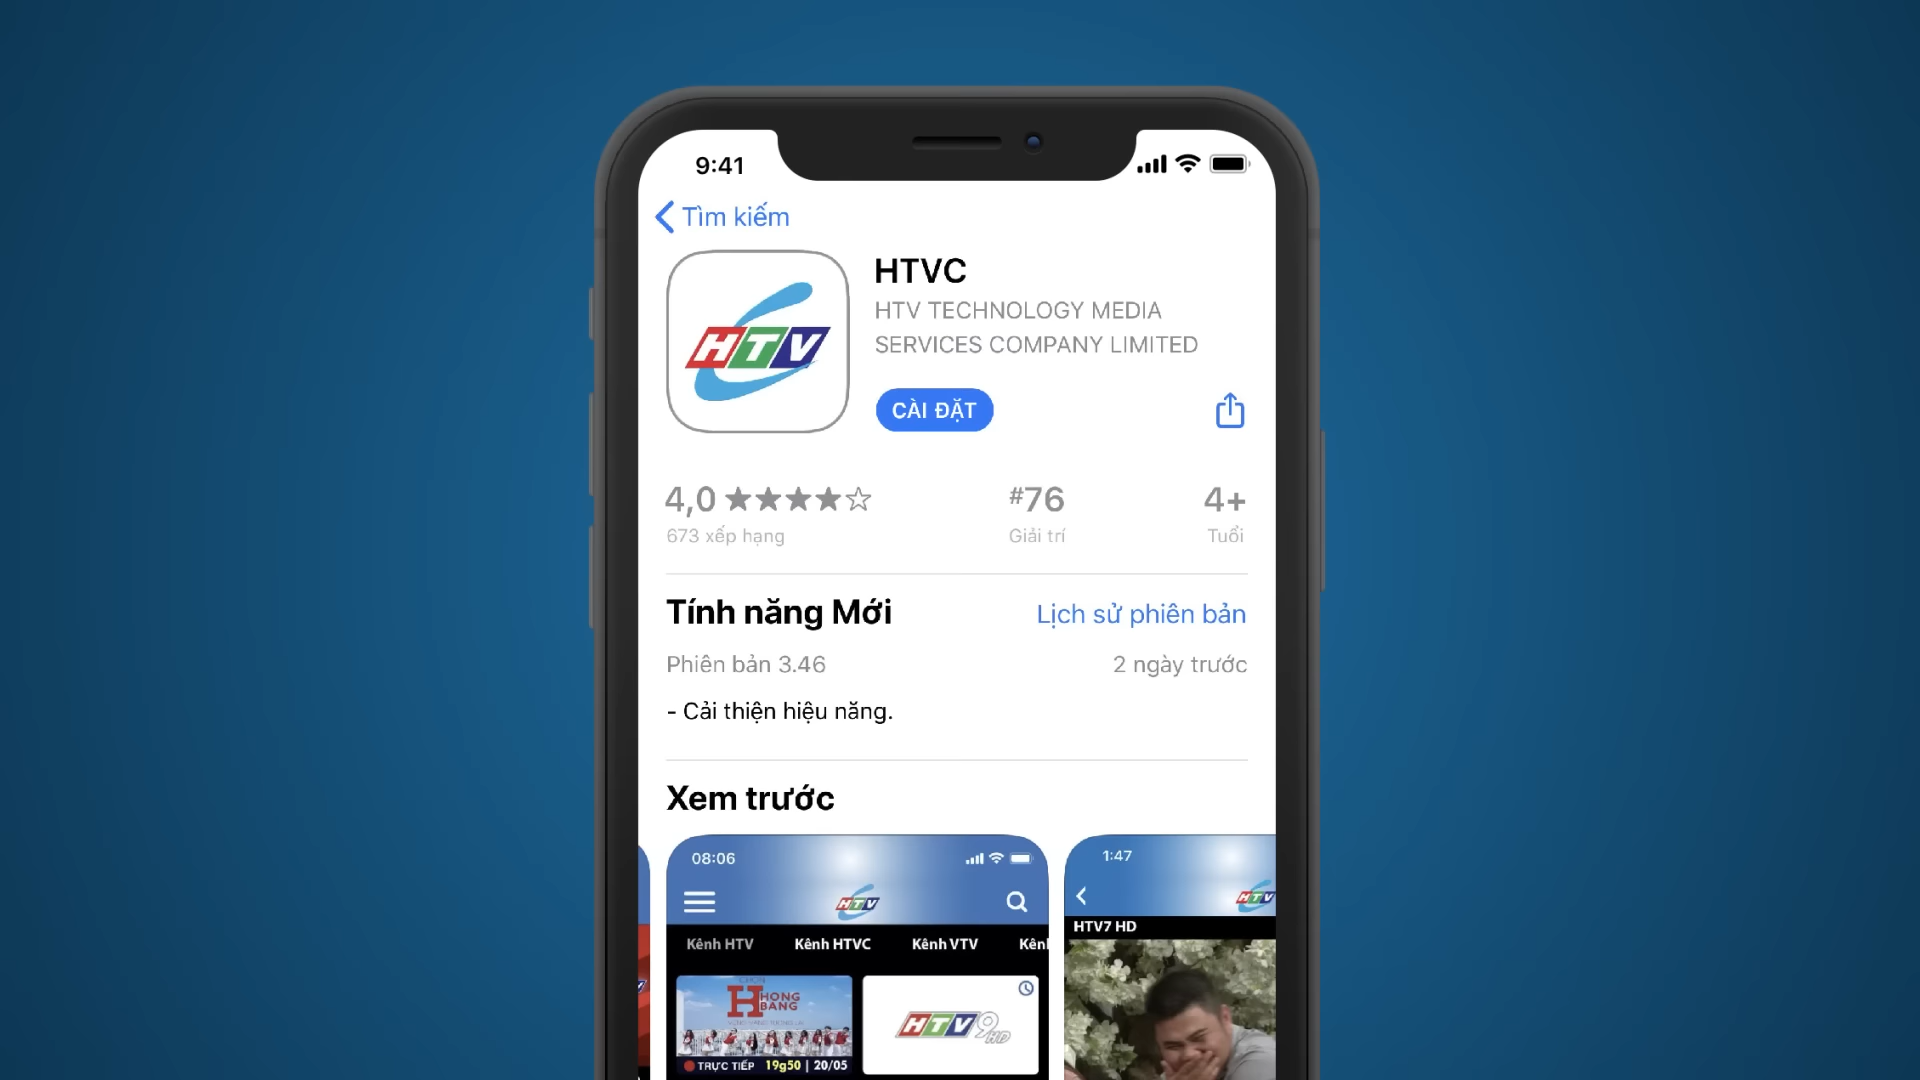 9:41
Tìm kiếm
HTV
HTVC
HTV TECHNOLOGY MEDIA
SERVICES COMPANY LIMITED
CÀI ĐẶT
4,0
#76
4+
673 xếp hạng
Giải trí
Tuổi
Tính năng Mới
Lịch sử phiên bản
Phiên bản 3.46
2 ngày trước
- Cải thiện hiệu năng.
Xem trước
08:06
HTV
Kênh HTV Kênh HTVC Kênh VTV
HONG
BANG
TRỰC TIẾP 19g50 | 20/05
HTV9 HD
1:47
HTV
HTV7 HD